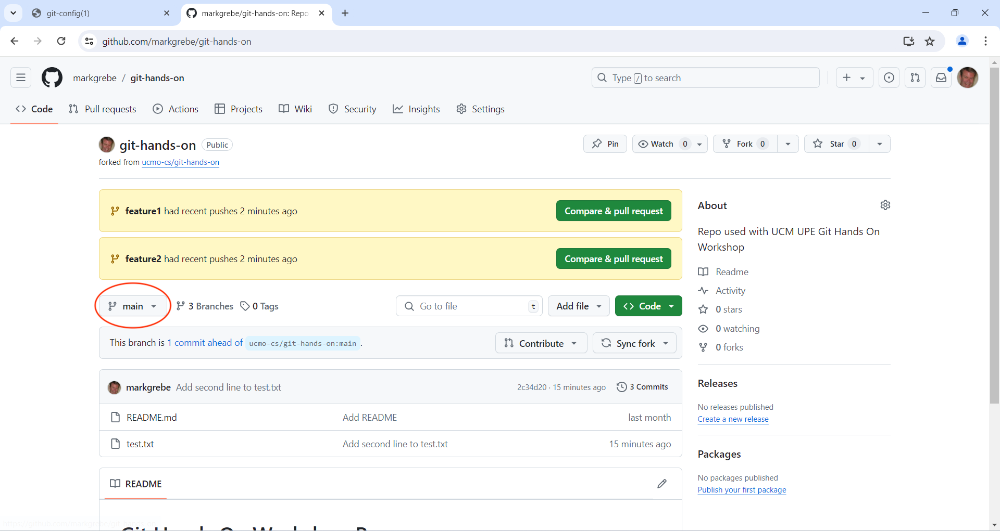 git-config(1)
markgrebe/git-hands-on: Repo
github.com/markgrebe/git-hands-on
markgrebe / git-hands-on
Type / to search
Code
Pull requests
Actions
Projects
Wiki
Security
Insights
Settings
git-hands-on Public
Pin
Watch 0
Fork 0
Star 0
forked from ucmo-cs/git-hands-on
feature1 had recent pushes 2 minutes ago
Compare & pull request
feature2 had recent pushes 2 minutes ago
Compare & pull request
main
3 Branches
0 Tags
Go to file t
Add file
Code
This branch is 1 commit ahead of ucmo-cs/git-hands-on:main .
Contribute
Sync fork
markgrebe Add second line to test.txt 2c34d20 · 15 minutes ago 3 Commits
README.md Add README last month
test.txt Add second line to test.txt 15 minutes ago
README
About
Repo used with UCM UPE Git Hands On
Workshop
Readme
Activity
0 stars
0 watching
0 forks
Releases
No releases published
Create a new release
Packages
No packages published
Publish your first package
https://github.com/markgrebe/git-hands-on